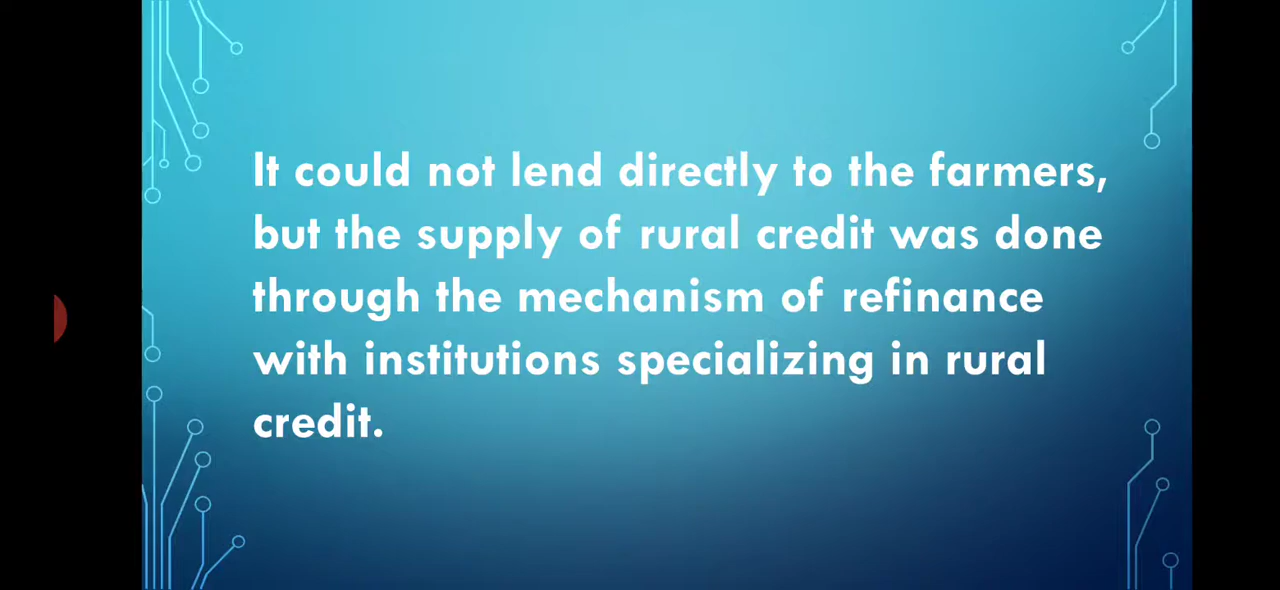 It could not lend directly to the farmers,
but the supply of rural credit was done
through the mechanism of refinance
with institutions specializing in rural
credit.